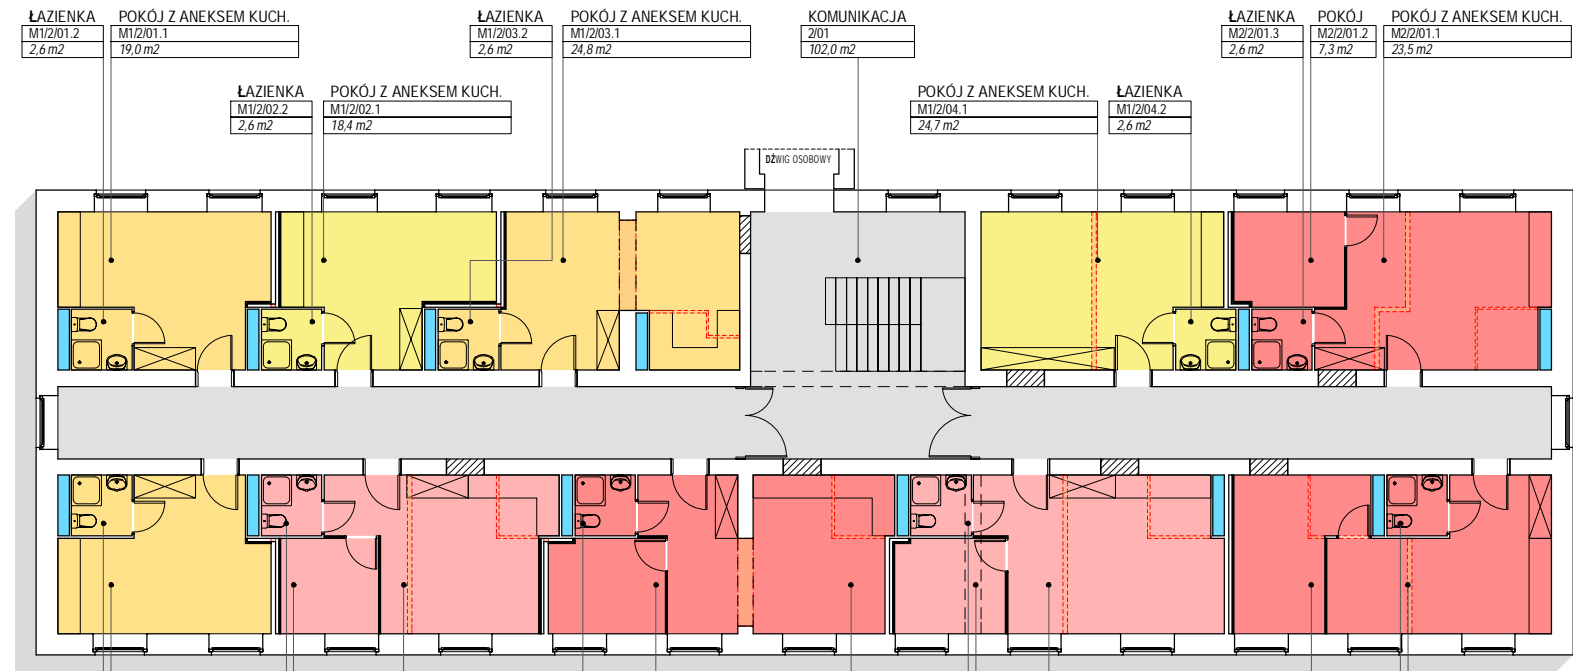 ŁAZIENKA POKÓJ Z ANEKSEM KUCH.
M1/2/01.2 M1/2/01.1
2,6 m2 19,0 m2
ŁAZIENKA POKÓJ Z ANEKSEM KUCH.
M1/2/03.2 M1/2/03.1
2,6 m2 24,8 m2
KOMUNIKACJA
2/01
102,0 m2
ŁAZIENKA POKÓJ POKÓJ Z ANEKSEM KUCH.
M2/2/01.3 M2/2/01.2 M2/2/01.1
2,6 m2 7,3 m2 23,5 m2
ŁAZIENKA POKÓJ Z ANEKSEM KUCH.
M1/2/02.2 M1/2/02.1
2,6 m2 18,4 m2
POKÓJ Z ANEKSEM KUCH. ŁAZIENKA
M1/2/04.1 M1/2/04.2
24,7 m2 2,6 m2
DŹWIG OSOBOWY